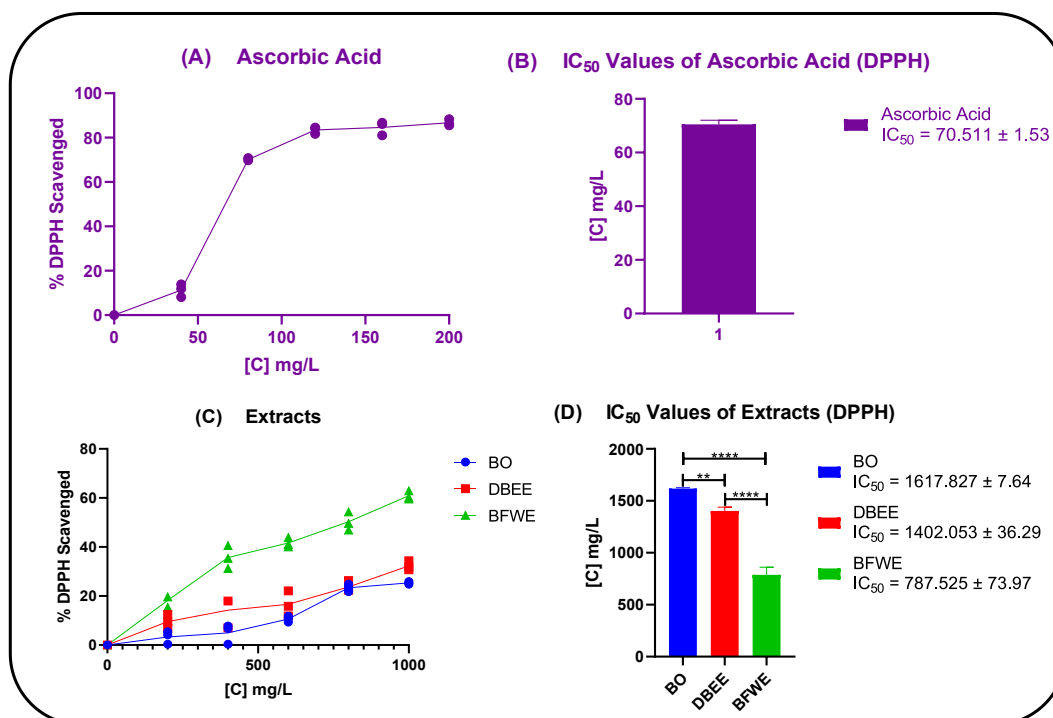 (A) Ascorbic Acid
% DPPH Scavenged
100
80
60
40
20
0
0 50 100 150 200
[C] mg/L
(B) IC50 Values of Ascorbic Acid (DPPH)
[C] mg/L
80
60
40
20
0
1
Ascorbic Acid
IC50 = 70.511 ± 1.53
(C) Extracts
% DPPH Scavenged
80
60
40
20
0
0 500 1000
[C] mg/L
BO
DBEE
BFWE
(D) IC50 Values of Extracts (DPPH)
[C] mg/L
2000
1500
1000
500
0
****
** ****
BO DBEE BFWE
BO
IC50 = 1617.827 ± 7.64
DBEE
IC50 = 1402.053 ± 36.29
BFWE
IC50 = 787.525 ± 73.97